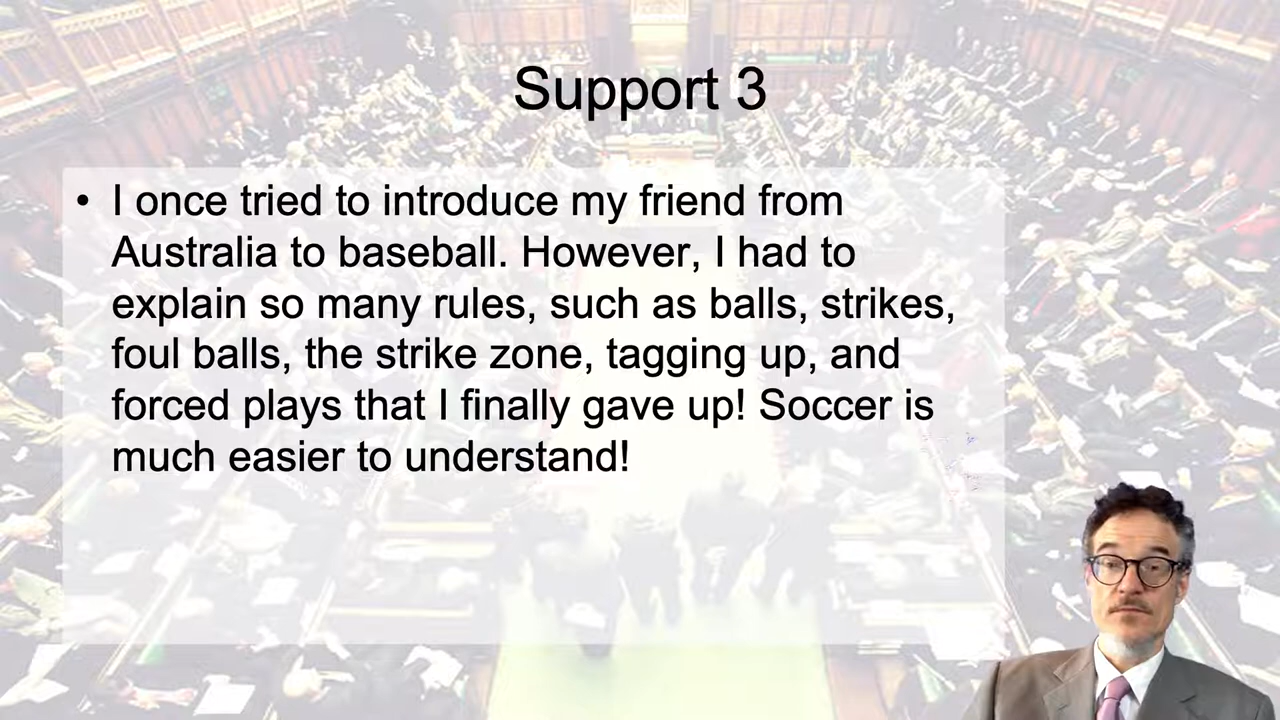 Support 3
• I once tried to introduce my friend from
Australia to baseball. However, I had to
explain so many rules, such as balls, strikes,
foul balls, the strike zone, tagging up, and
forced plays that I finally gave up! Soccer is
much easier to understand!